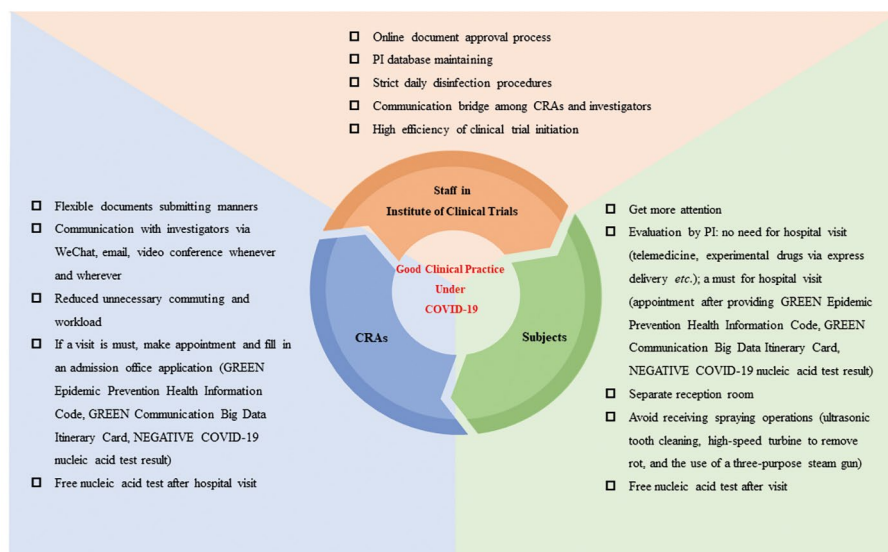 Online document approval process
PI database maintaining
Strict daily disinfection procedures
Communication bridge among CRAs and investigators
High efficiency of clinical trial initiation
Staff in
Institute of Clinical Trials
Good Clinical Practice
Under
COVID-19
CRAs
Subjects
Flexible documents submitting manners
Communication with investigators via
WeChat, email, video conference whenever
and wherever
Reduced unnecessary commuting and
workload
If a visit is must, make appointment and fill in
an admission office application (GREEN
Epidemic Prevention Health Information
Code, GREEN Communication Big Data
Itinerary Card, NEGATIVE COVID-19
nucleic acid test result)
Free nucleic acid test after hospital visit
Get more attention
Evaluation by PI: no need for hospital visit
(telemedicine, experimental drugs via express
delivery etc.); a must for hospital visit
(appointment after providing GREEN Epidemic
Prevention Health Information Code, GREEN
Communication Big Data Itinerary Card,
NEGATIVE COVID-19 nucleic acid test result)
Separate reception room
Avoid receiving spraying operations (ultrasonic
tooth cleaning, high-speed turbine to remove
rot, and the use of a three-purpose steam gun)
Free nucleic acid test after visit